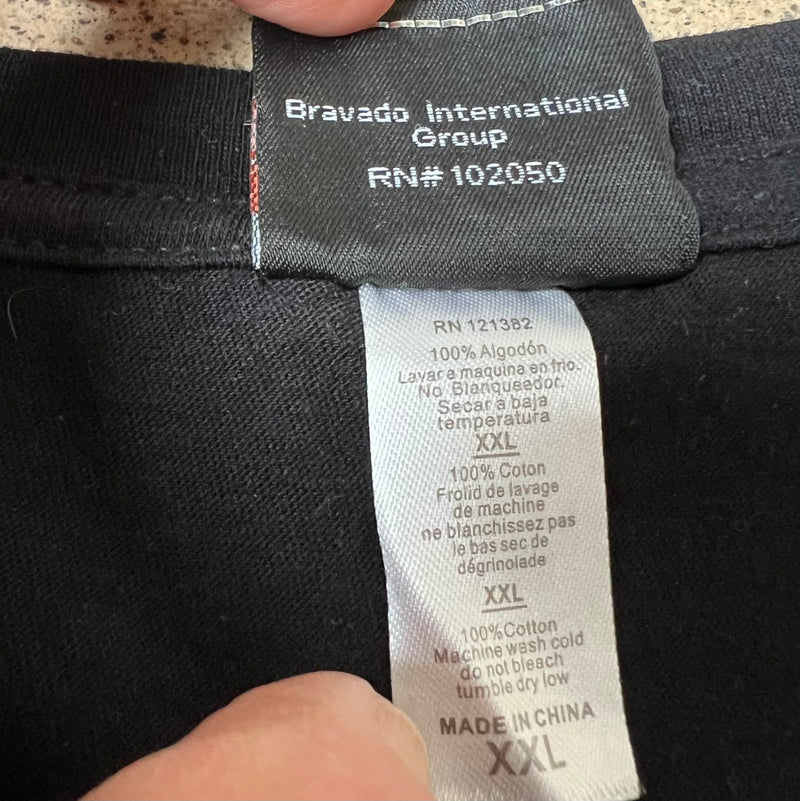 Bravado International
Group
RN#102050
RN 121382
100% Algodón
Lavar a maquina en frio.
No Blanqueador.
Secar a baja
temperatura
XXL
100% Coton
Frolid de lavage
de machine
ne blanchissez pas
le bas sec de
dégrinolade
XXL
100% Cotton
Machine wash cold
do not bleach
tumble dry low
MADE IN CHINA
XXL